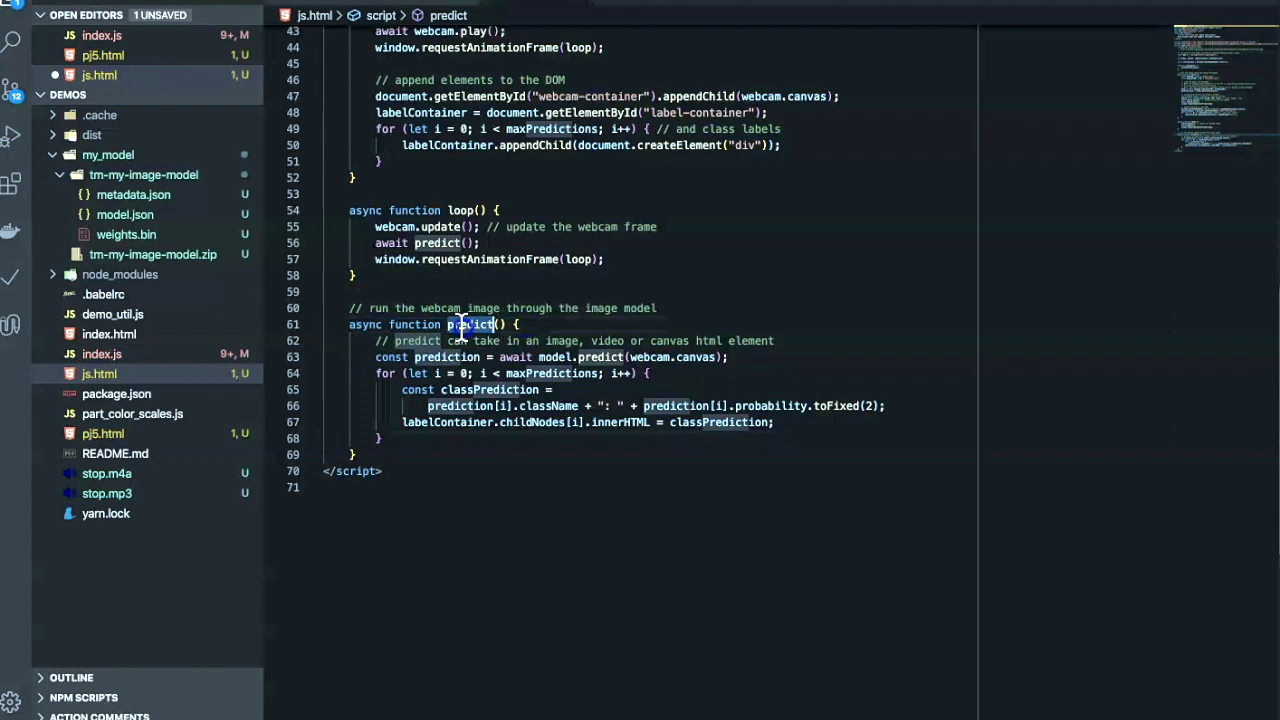 1
OPEN EDITORS 1 UNSAVED
index.js 9+, M
pj5.html 1, U
js.html 1, U
12
DEMOS
.cache
dist
my_model
tm-my-image-model
metadata.json U
model.json U
weights.bin U
tm-my-image-model.zip U
node_modules
.babelrc
demo_util.js
index.html
index.js 9+, M
js.html 1, U
package.json
part_color_scales.js
pj5.html 1, U
README.md
stop.m4a U
stop.mp3 U
yarn.lock
OUTLINE
NPM SCRIPTS
ACTION COMMENTS
js.html > script > predict
43 await webcam.play();
44 window.requestAnimationFrame(loop);
45
46 // append elements to the DOM
47 document.getElementById("webcam-container").appendChild(webcam.canvas);
48 labelContainer = document.getElementById("label-container");
49 for (let i = 0; i < maxPredictions; i++) { // and class labels
50 labelContainer.appendChild(document.createElement("div"));
51 }
52 }
53
54 async function loop() {
55 webcam.update(); // update the webcam frame
56 await predict();
57 window.requestAnimationFrame(loop);
58 }
59
60 // run the webcam image through the image model
61 async function predict() {
62 // predict can take in an image, video or canvas html element
63 const prediction = await model.predict(webcam.canvas);
64 for (let i = 0; i < maxPredictions; i++) {
65 const classPrediction =
66 prediction[i].className + ": " + prediction[i].probability.toFixed(2);
67 labelContainer.childNodes[i].innerHTML = classPrediction;
68 }
69 }
70 </script>
71